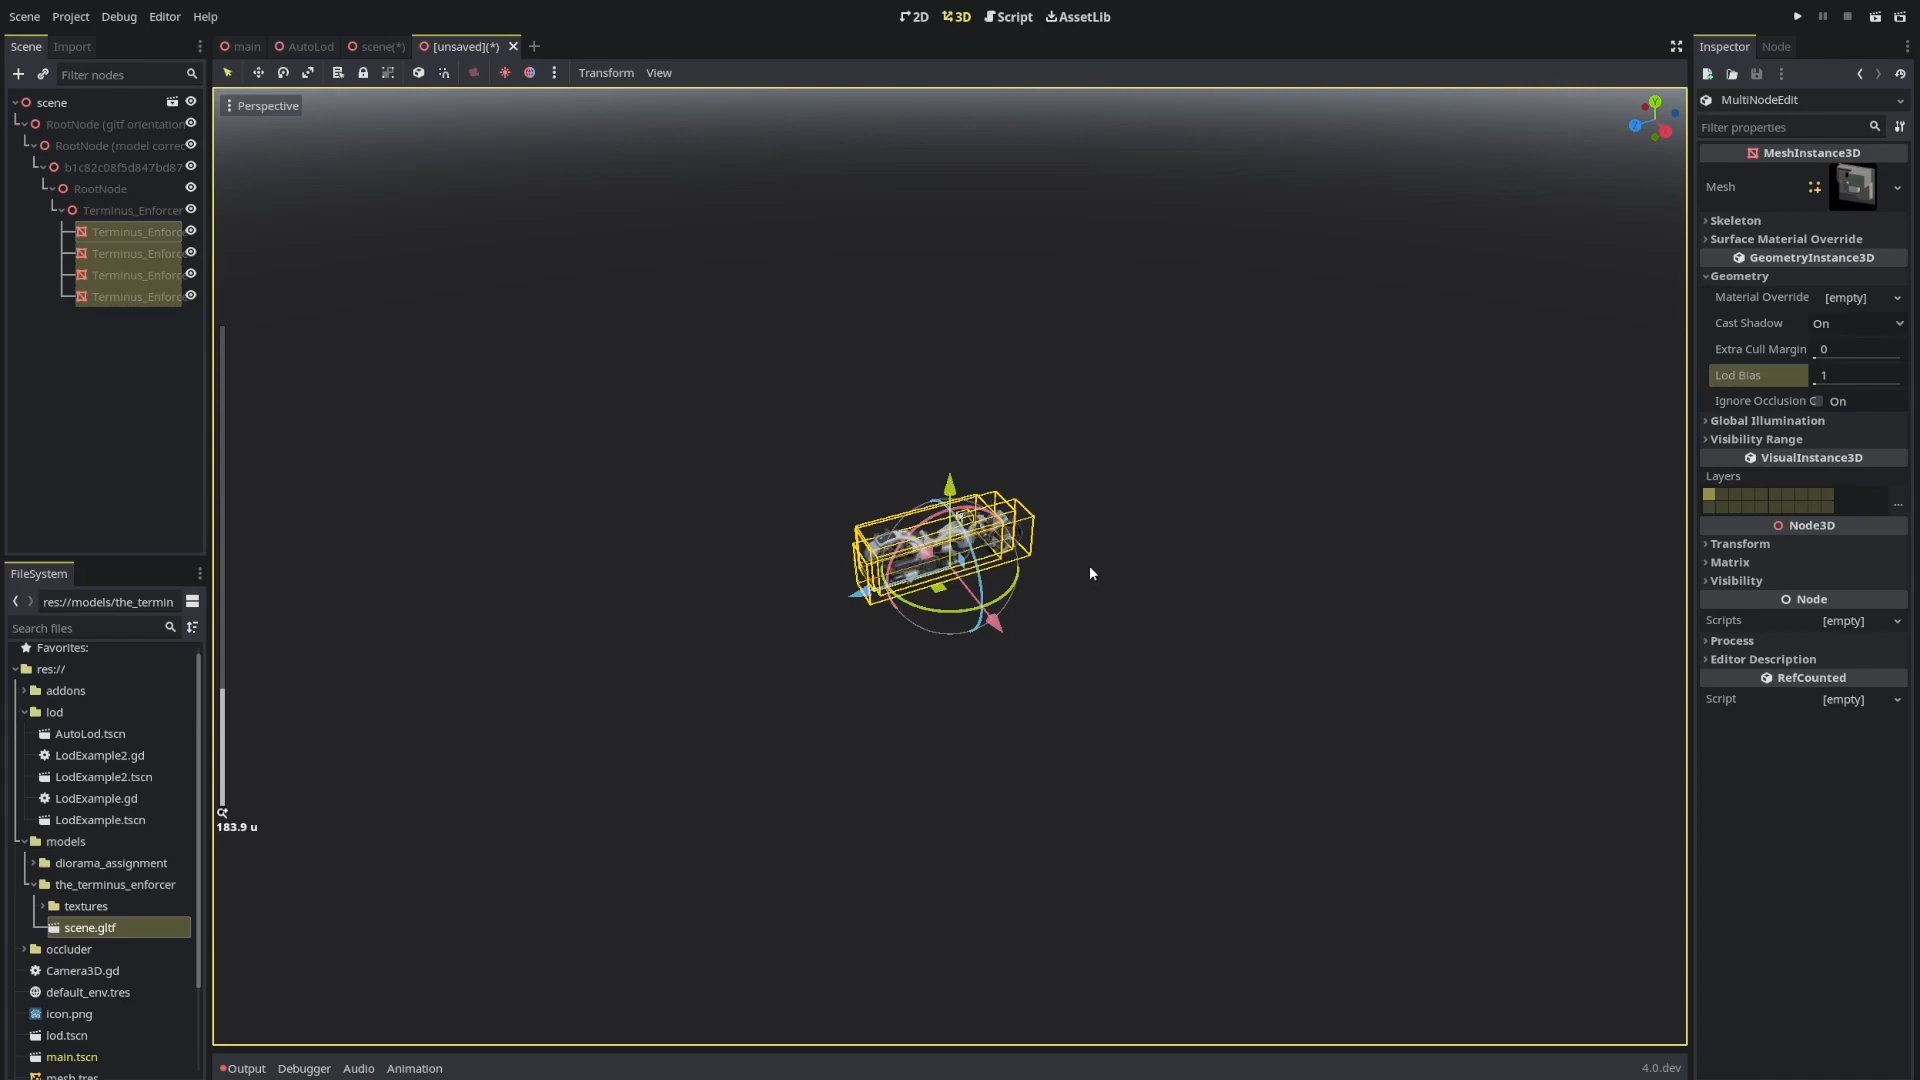 Scene Project Debug Editor Help
2D 3D Script AssetLib
Scene Import
main AutoLod scene(*) [unsaved](*)
Inspector Node
Filter nodes
Transform View
Perspective
scene
RootNode (gltf orientation
RootNode (model correc
b1c82c08f5d847bd87
RootNode
Terminus_Enforcer
Terminus_Enforc
Terminus_Enforc
Terminus_Enforc
Terminus_Enforc
Y
Z
X
183.9 u
FileSystem
res://models/the_termin
Search files
Favorites:
res://
addons
lod
AutoLod.tscn
LodExample2.gd
LodExample2.tscn
LodExample.gd
LodExample.tscn
models
diorama_assignment
the_terminus_enforcer
textures
scene.gltf
occluder
Camera3D.gd
default_env.tres
icon.png
lod.tscn
main.tscn
mesh.tres
Output Debugger Audio Animation
4.0.dev
MultiNodeEdit
Filter properties
MeshInstance3D
Mesh
Skeleton
Surface Material Override
GeometryInstance3D
Geometry
Material Override [empty]
Cast Shadow On
Extra Cull Margin 0
Lod Bias 1
Ignore Occlusion C On
Global Illumination
Visibility Range
VisualInstance3D
Layers
...
Node3D
Transform
Matrix
Visibility
Node
Scripts [empty]
Process
Editor Description
RefCounted
Script [empty]